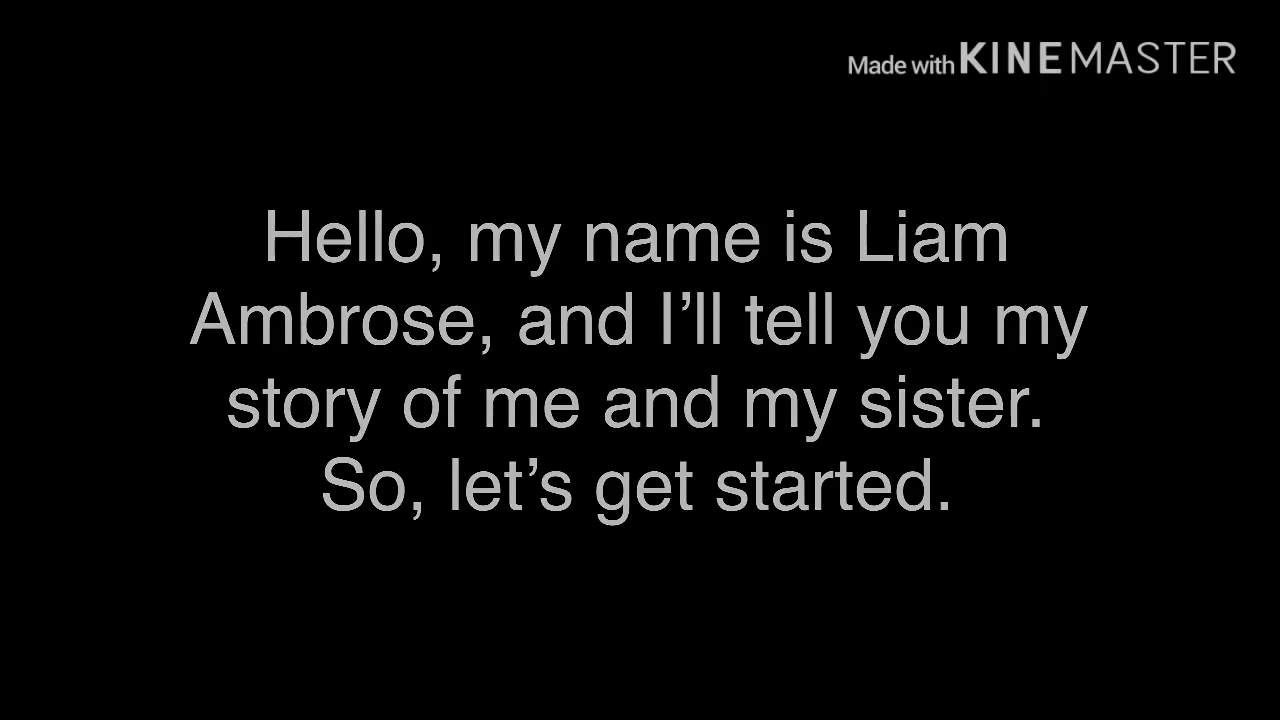 Made with KINEMASTER
Hello, my name is Liam
Ambrose, and I’ll tell you my
story of me and my sister.
So, let’s get started.